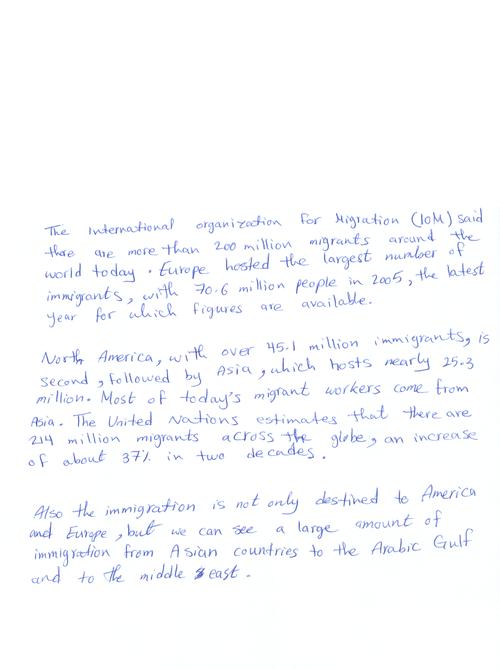 The International organization for Migration (IOM) said
there are more than 200 million migrants around the
world today. Europe hosted the largest number of
immigrants, with 70.6 million people in 2005, the latest
year for which figures are available.
North America, with over 45.1 million immigrants, is
second, followed by Asia, which hosts nearly 25.3
million. Most of today's migrant workers come from
Asia. The United Nations estimates that there are
214 million migrants across the globe, an increase
of about 37% in two decades.
Also the immigration is not only destined to America
and Europe, but we can see a large amount of
immigration from Asian countries to the Arabic Gulf
and to the middle east.